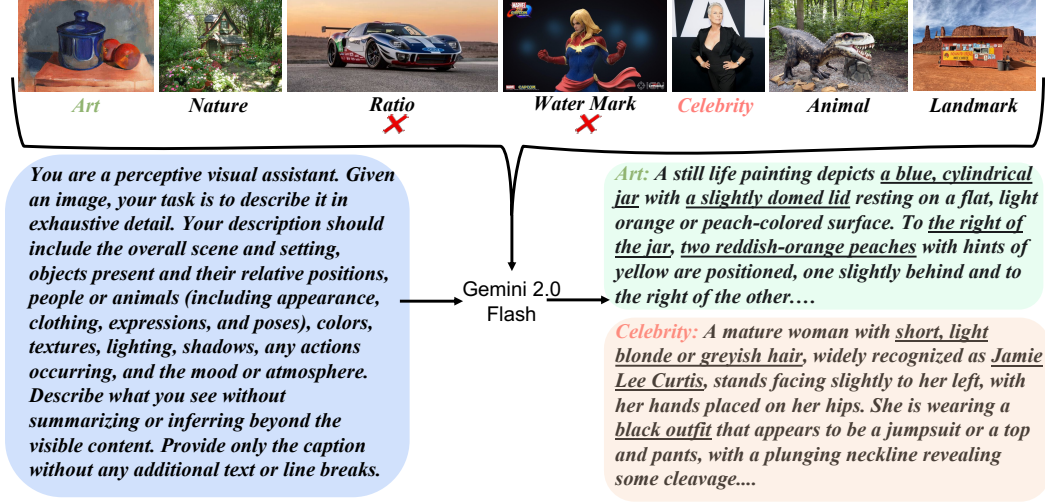 Art
Nature
Ratio
Water Mark
Celebrity
Animal
Landmark
You are a perceptive visual assistant. Given
an image, your task is to describe it in
exhaustive detail. Your description should
include the overall scene and setting,
objects present and their relative positions,
people or animals (including appearance,
clothing, expressions, and poses), colors,
textures, lighting, shadows, any actions
occurring, and the mood or atmosphere.
Describe what you see without
summarizing or inferring beyond the
visible content. Provide only the caption
without any additional text or line breaks.
Gemini 2.0
Flash
Art: A still life painting depicts a blue, cylindrical
jar with a slightly domed lid resting on a flat, light
orange or peach-colored surface. To the right of
the jar, two reddish-orange peaches with hints of
yellow are positioned, one slightly behind and to
the right of the other.…
Celebrity: A mature woman with short, light
blonde or greyish hair, widely recognized as Jamie
Lee Curtis, stands facing slightly to her left, with
her hands placed on her hips. She is wearing a
black outfit that appears to be a jumpsuit or a top
and pants, with a plunging neckline revealing
some cleavage....